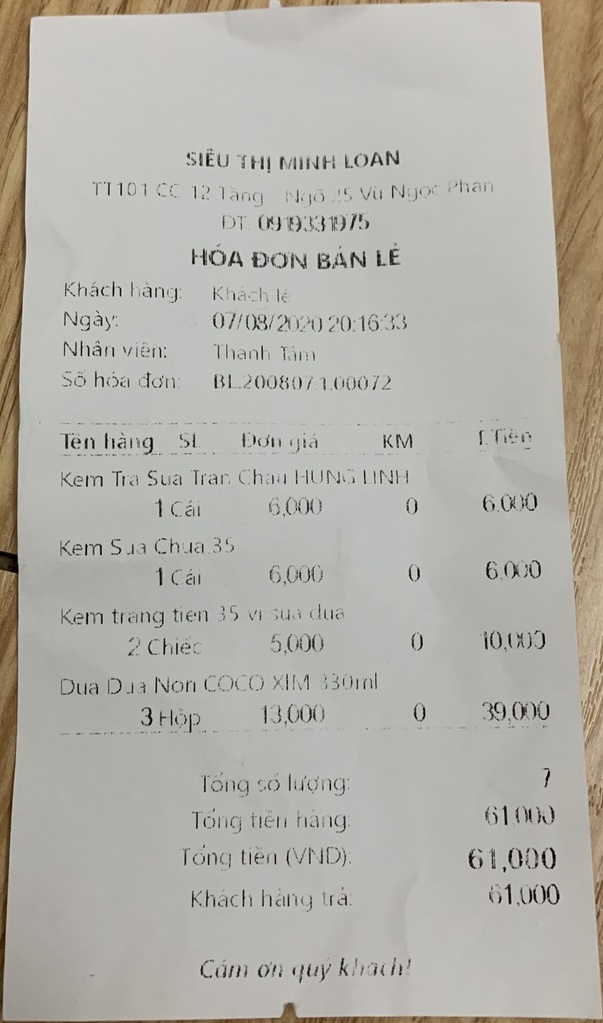 SIÊU THỊ MINH LOAN
TT101 CC 12 Tầng Ngõ 25 Vũ Ngọc Phan
ĐT. 0919331975
HÓA ĐƠN BÁN LẺ
Khách hàng: Khách lẻ
Ngày: 07/08/2020 20:16:33
Nhân viên: Thanh Tâm
Số hóa đơn: BL.200807.1.00072
Tên hàng SL Đơn giá KM T.Tiền
Kem Tra Sua Tran Chau HUNG LINH
1 Cái 6,000 0 6,000
Kem Sua Chua 35
1 Cái 6,000 0 6,000
Kem trang tien 35 vi sua dua
2 Chiếc 5,000 0 10,000
Dua Dua Non COCO XIM 330ml
3 Hộp 13,000 0 39,000
Tổng số lượng: 7
Tổng tiền hàng: 61,000
Tổng tiền (VND): 61,000
Khách hàng trả: 61,000
Cảm ơn quý khách!